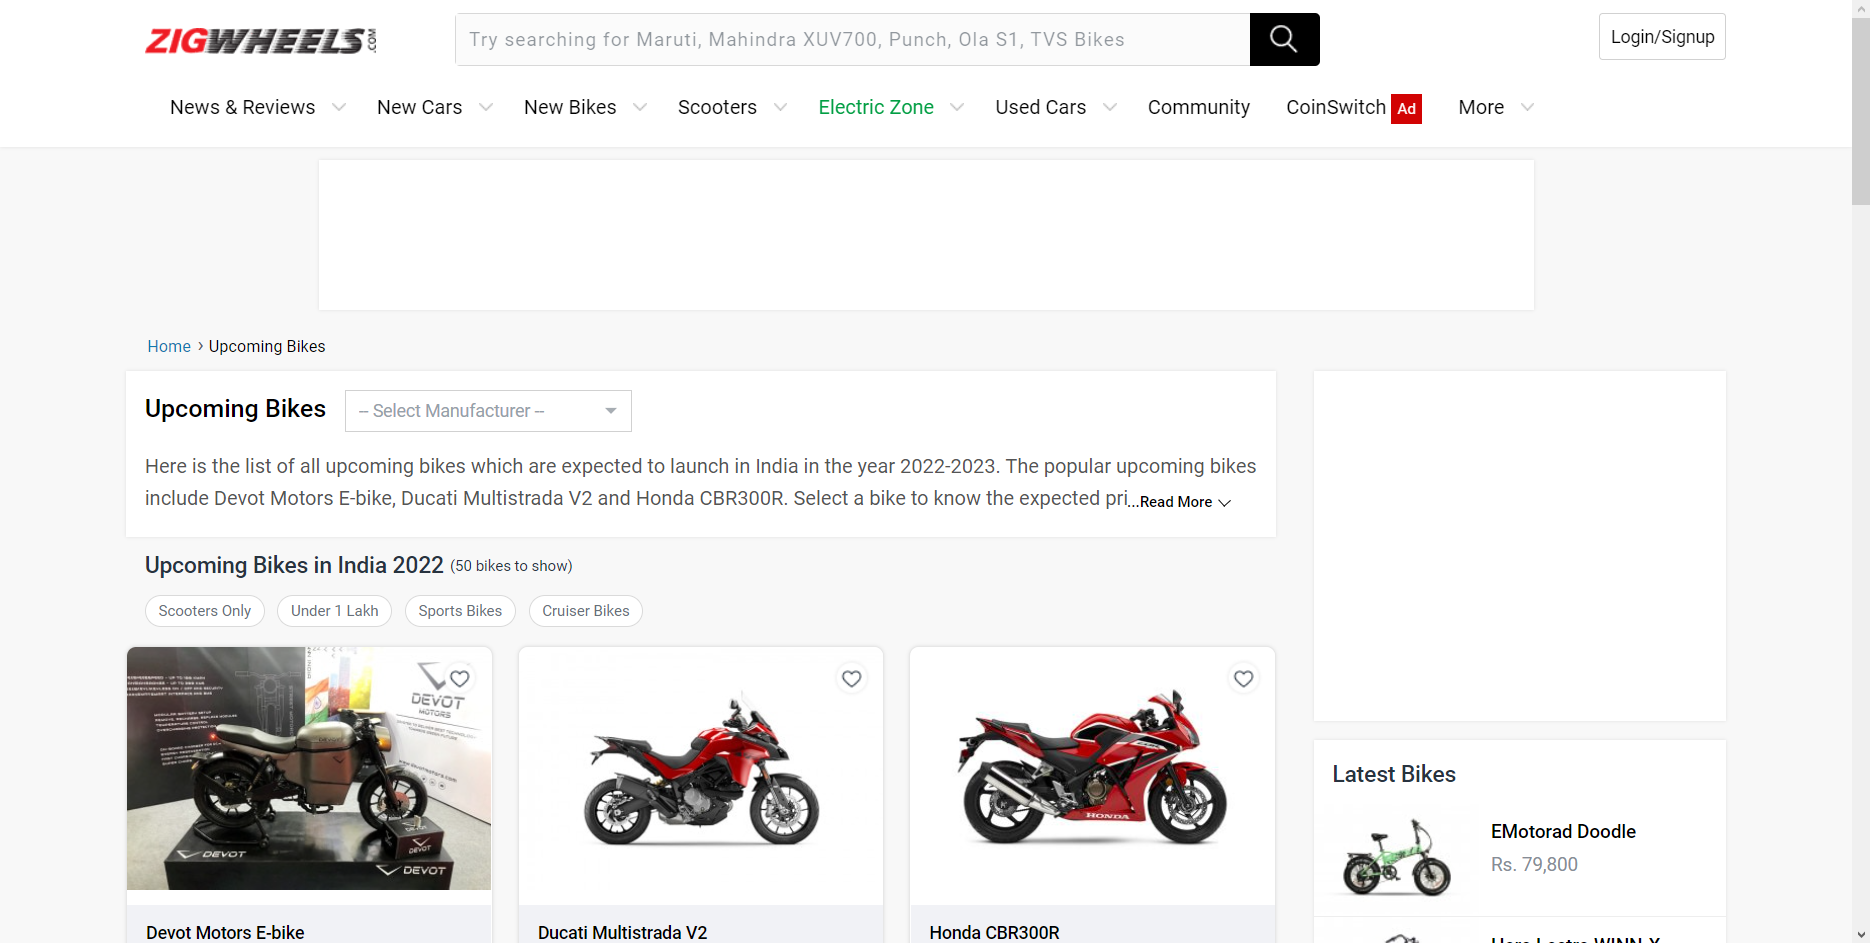 ZIGWHEELS.COM
Try searching for Maruti, Mahindra XUV700, Punch, Ola S1, TVS Bikes
Login/Signup
News & Reviews New Cars New Bikes Scooters Electric Zone Used Cars Community CoinSwitch Ad More
Home › Upcoming Bikes
Upcoming Bikes
-- Select Manufacturer --
Here is the list of all upcoming bikes which are expected to launch in India in the year 2022-2023. The popular upcoming bikes
include Devot Motors E-bike, Ducati Multistrada V2 and Honda CBR300R. Select a bike to know the expected pri...Read More
Upcoming Bikes in India 2022 (50 bikes to show)
Scooters Only Under 1 Lakh Sports Bikes Cruiser Bikes
DEVOT
MOTORS
www.devotmotors.com
DEVOT
DEVOT
DEVOT
HONDA
Devot Motors E-bike
Ducati Multistrada V2
Honda CBR300R
Latest Bikes
EMotorad Doodle
Rs. 79,800